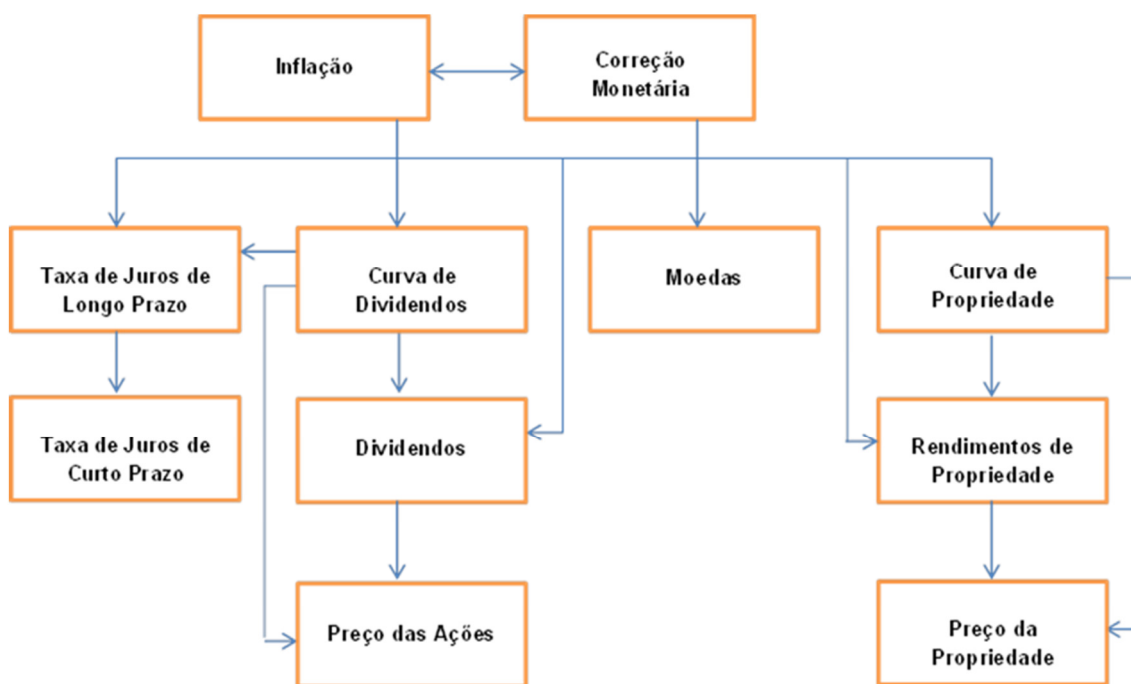 Inflação
Correção
Monetária
Taxa de Juros de
Longo Prazo
Curva de
Dividendos
Moedas
Curva de
Propriedade
Taxa de Juros de
Curto Prazo
Dividendos
Rendimentos de
Propriedade
Preço das Ações
Preço da
Propriedade